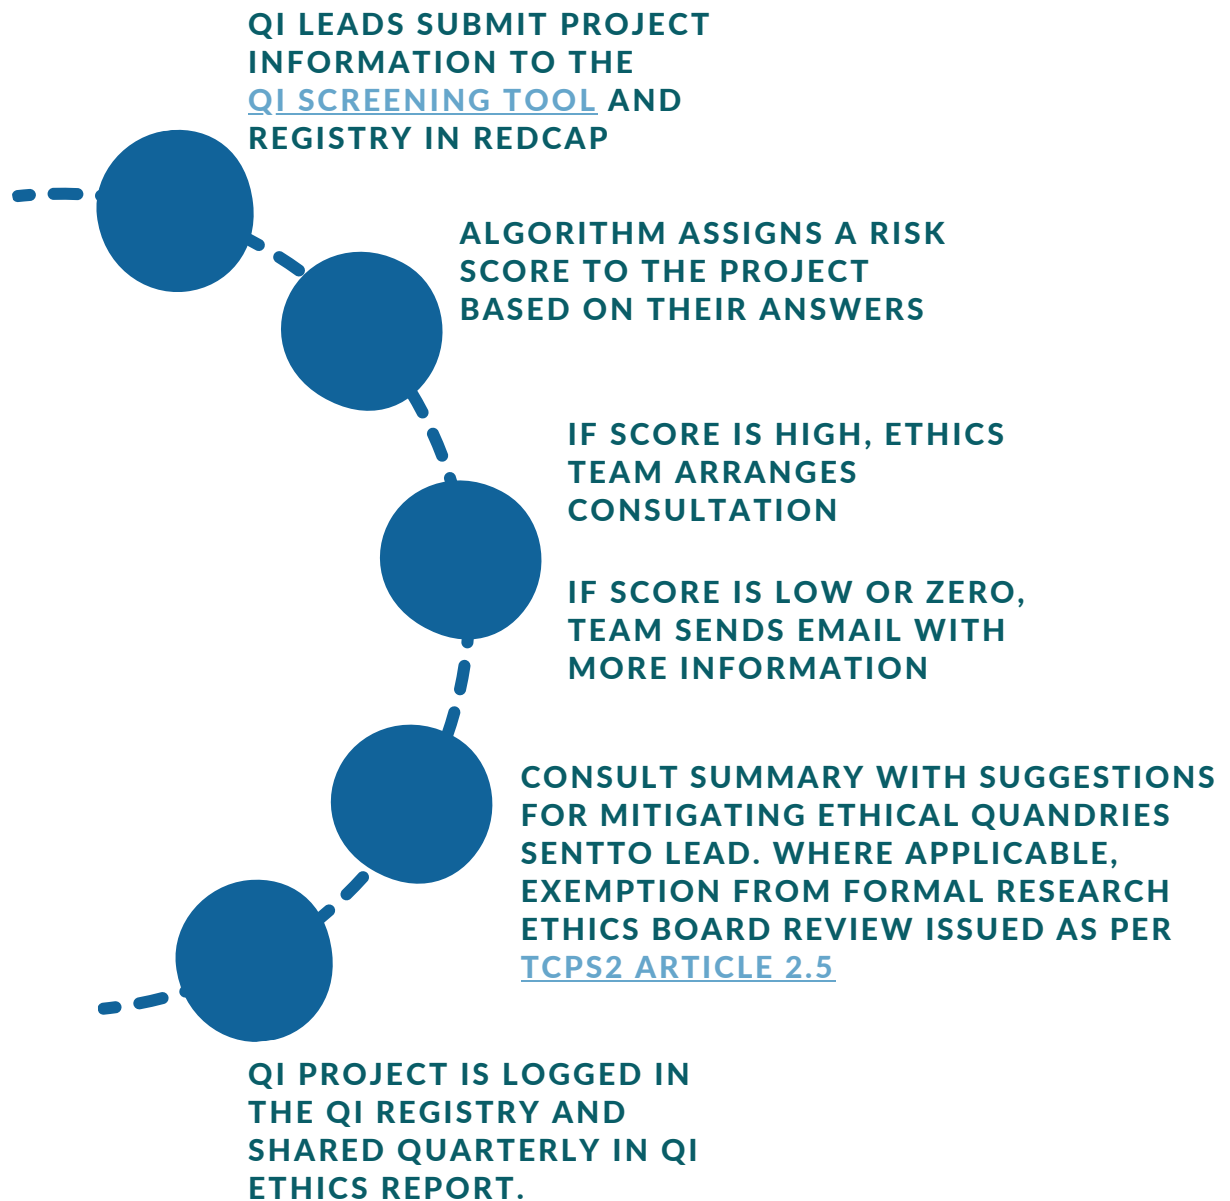 QI LEADS SUBMIT PROJECT
INFORMATION TO THE
QI SCREENING TOOL AND
REGISTRY IN REDCAP
ALGORITHM ASSIGNS A RISK
SCORE TO THE PROJECT
BASED ON THEIR ANSWERS
IF SCORE IS HIGH, ETHICS
TEAM ARRANGES
CONSULTATION
IF SCORE IS LOW OR ZERO,
TEAM SENDS EMAIL WITH
MORE INFORMATION
CONSULT SUMMARY WITH SUGGESTIONS
FOR MITIGATING ETHICAL QUANDRIES
SENTTO LEAD. WHERE APPLICABLE,
EXEMPTION FROM FORMAL RESEARCH
ETHICS BOARD REVIEW ISSUED AS PER
TCPS2 ARTICLE 2.5
QI PROJECT IS LOGGED IN
THE QI REGISTRY AND
SHARED QUARTERLY IN QI
ETHICS REPORT.